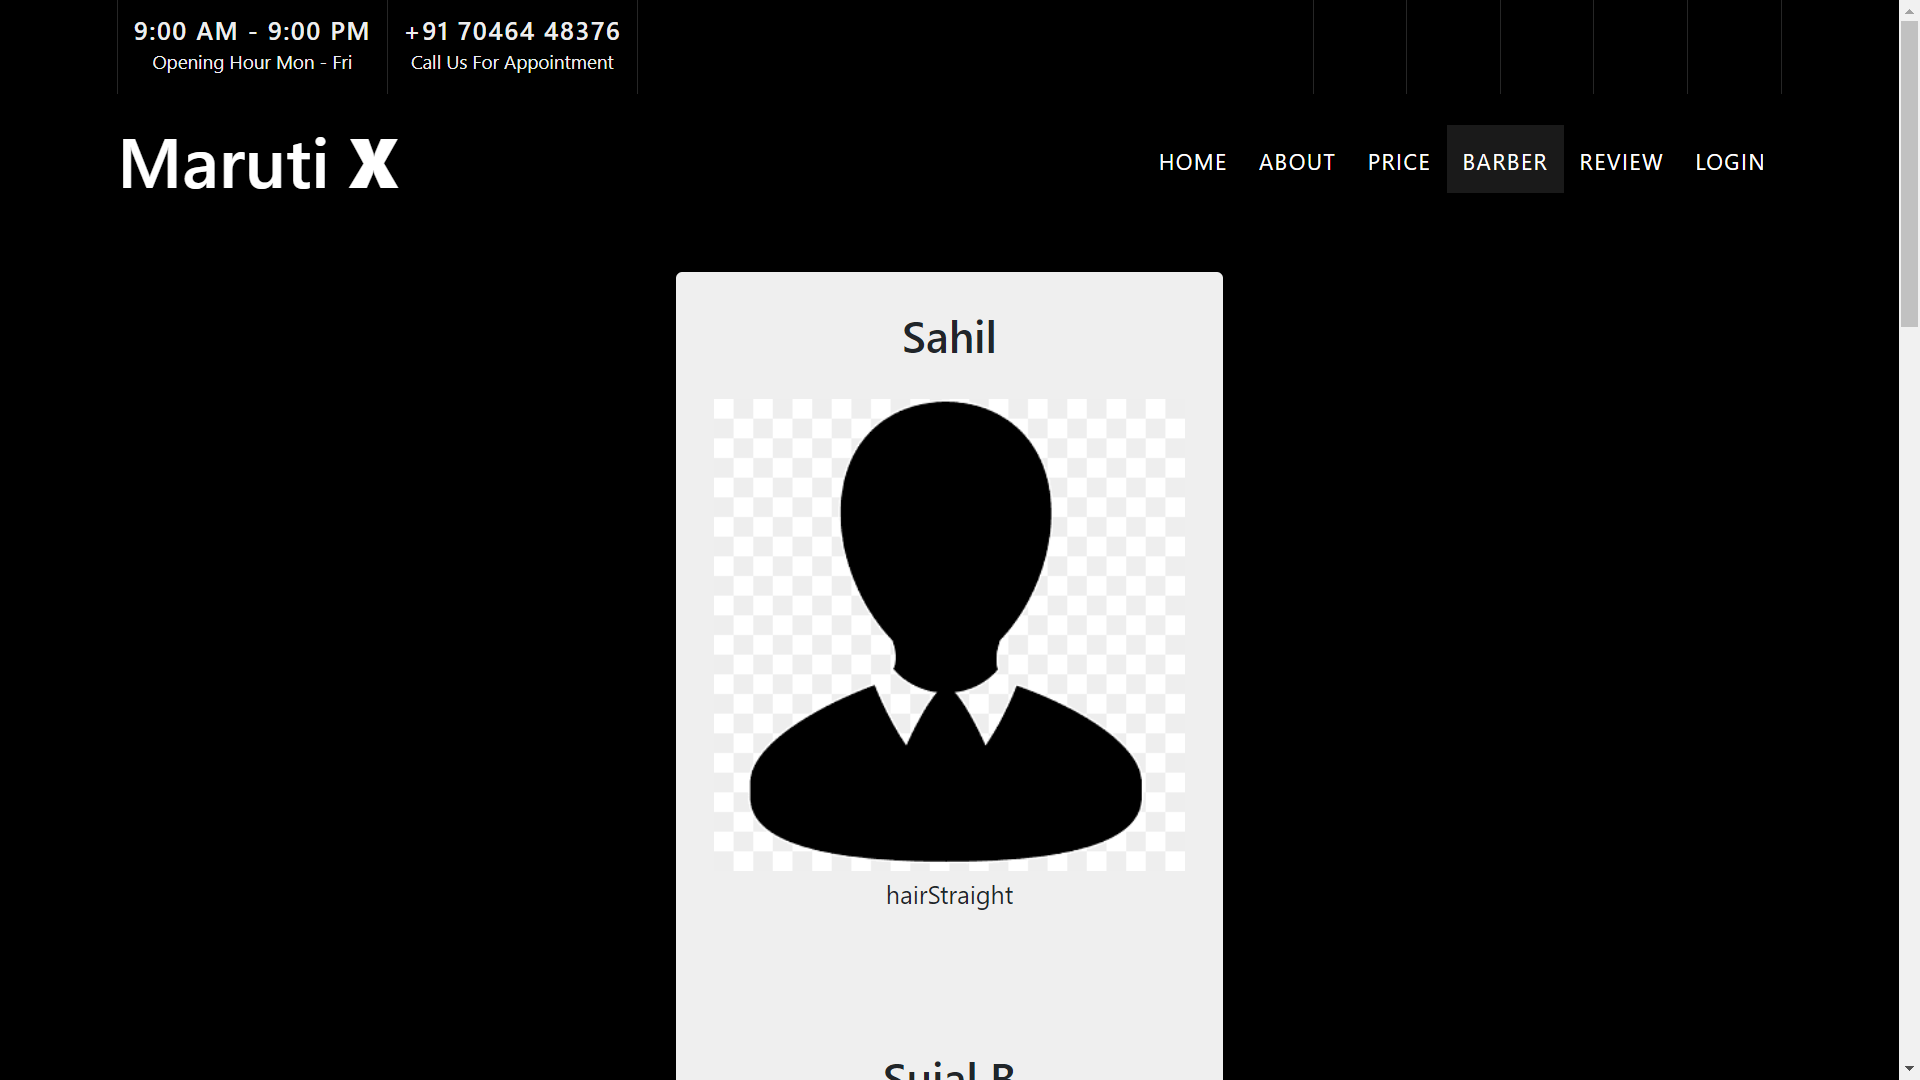 9:00 AM - 9:00 PM
Opening Hour Mon - Fri
+91 70464 48376
Call Us For Appointment
Maruti X
HOME ABOUT PRICE BARBER REVIEW LOGIN
Sahil
hairStraight
Sujal B